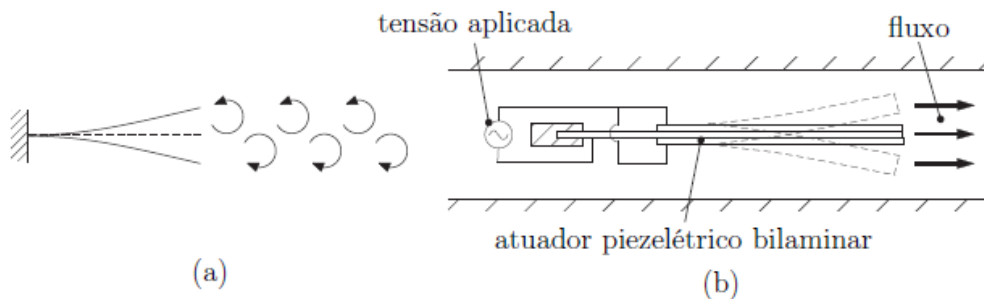 tensão aplicada
fluxo
atuador piezelétrico bilaminar
(a)
(b)